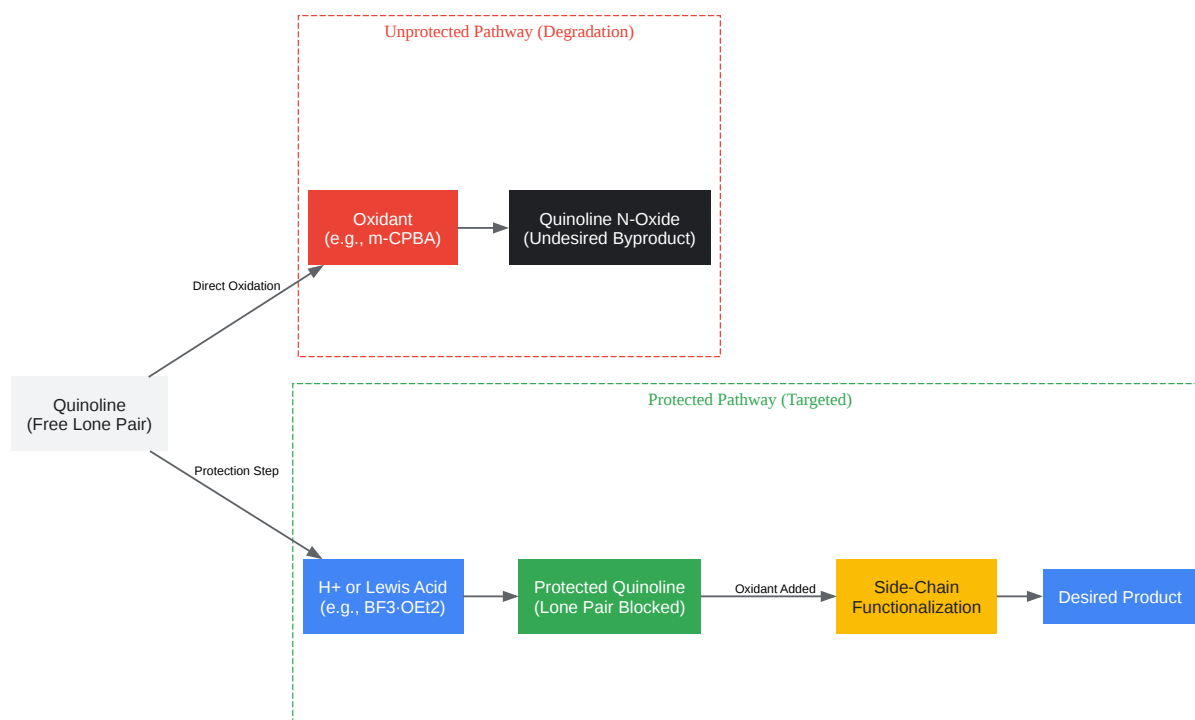 Unprotected Pathway (Degradation)
Oxidant
(e.g., m-CPBA)
Quinoline N-Oxide
(Undesired Byproduct)
Direct Oxidation
Quinoline
(Free Lone Pair)
Protection Step
Protected Pathway (Targeted)
H+ or Lewis Acid
(e.g., BF3·OEt2)
Protected Quinoline
(Lone Pair Blocked)
Oxidant Added
Side-Chain
Functionalization
Desired Product